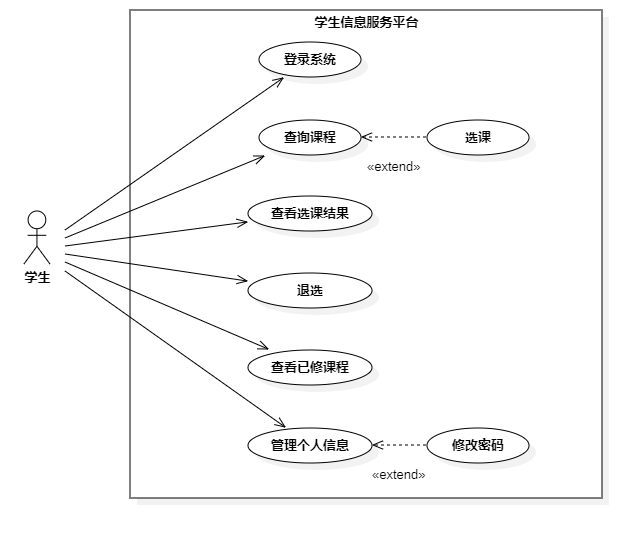 学生信息服务平台
登录系统
查询课程
选课
«extend»
查看选课结果
学生
退选
查看已修课程
管理个人信息
修改密码
«extend»